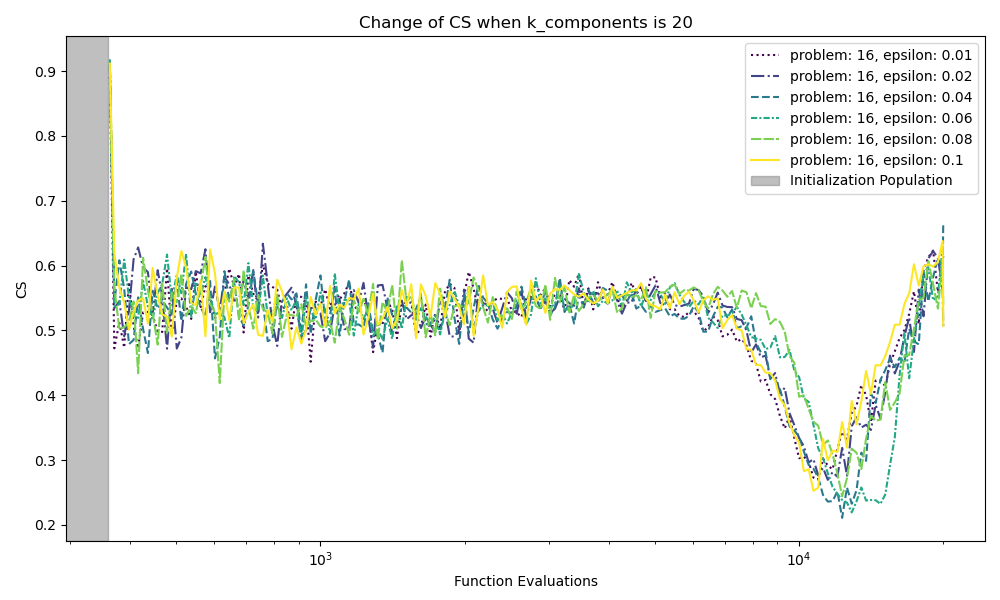 Change of CS when k_components is 20
CS
0.9
0.8
0.7
0.6
0.5
0.4
0.3
0.2
problem: 16, epsilon: 0.01
problem: 16, epsilon: 0.02
problem: 16, epsilon: 0.04
problem: 16, epsilon: 0.06
problem: 16, epsilon: 0.08
problem: 16, epsilon: 0.1
Initialization Population
10³
10⁴
Function Evaluations